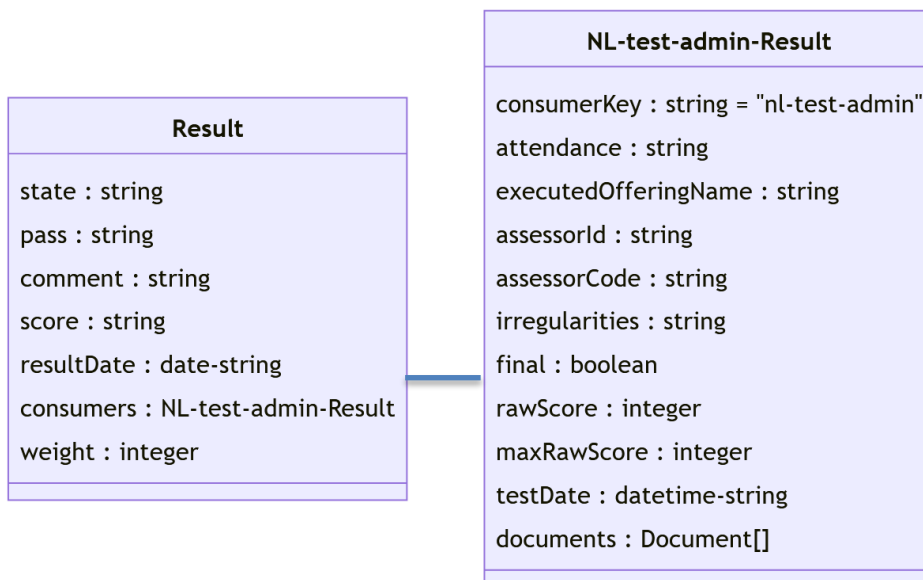 Result
state : string
pass : string
comment : string
score : string
resultDate : date-string
consumers : NL-test-admin-Result
weight : integer
NL-test-admin-Result
consumerKey : string = "nl-test-admin"
attendance : string
executedOfferingName : string
assessorId : string
assessorCode : string
irregularities : string
final : boolean
rawScore : integer
maxRawScore : integer
testDate : datetime-string
documents : Document[]